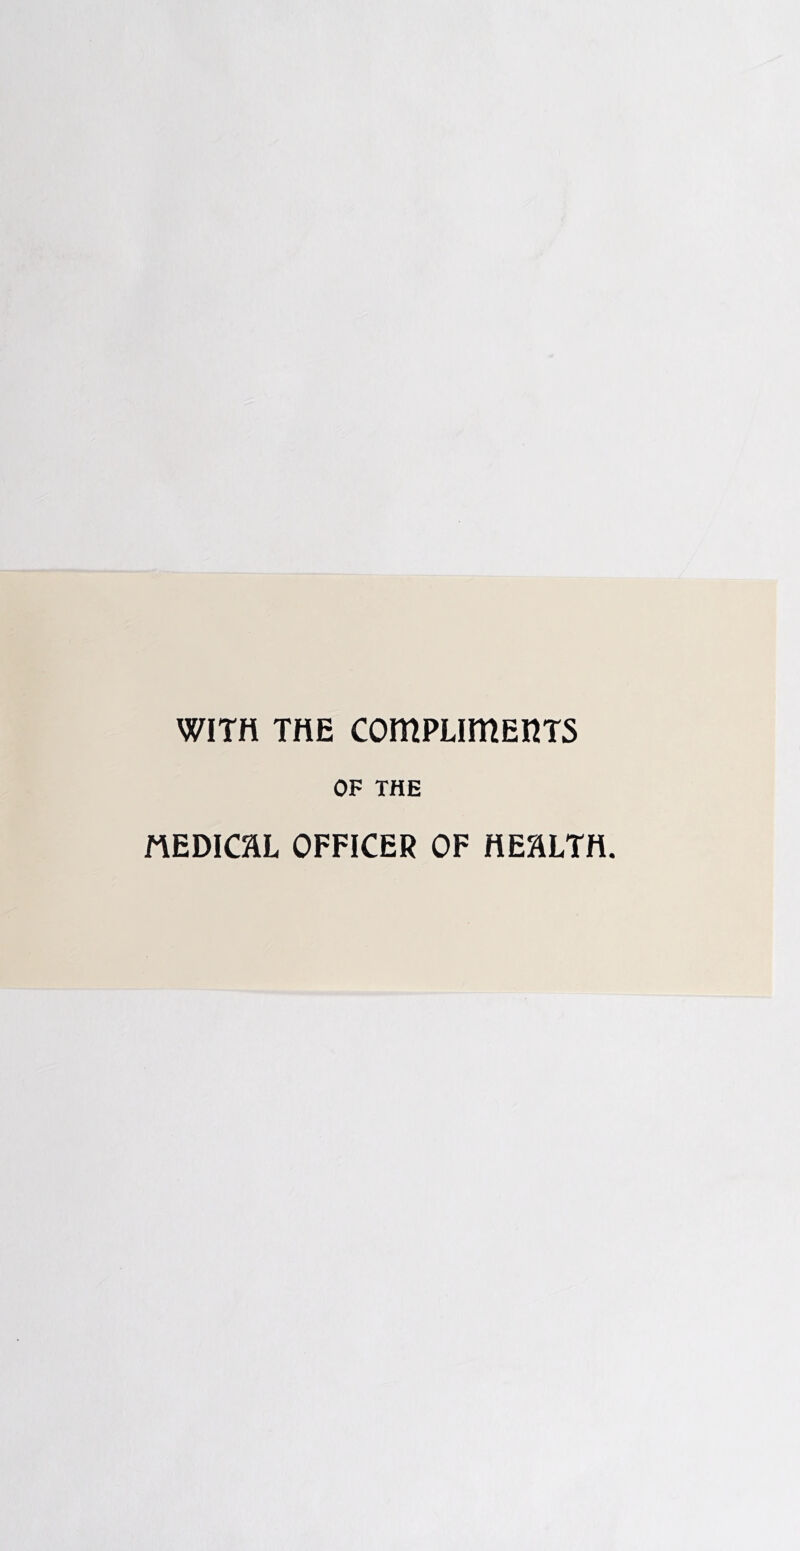 WITH THE COMPLIMENTS
OF THE
MEDICAL OFFICER OF HEALTH.